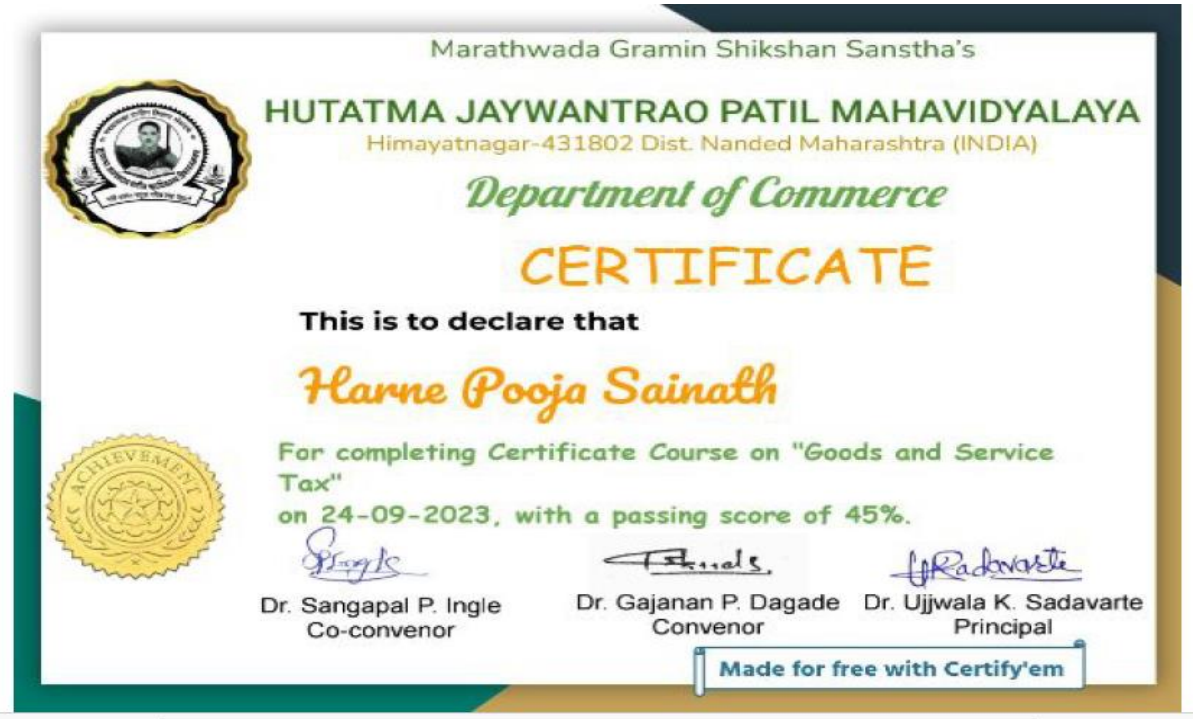 Marathwada Gramin Shikshan Sanstha's
HUTATMA JAYWANTRAO PATIL MAHAVIDYALAYA
Himayatnagar-431802 Dist. Nanded Maharashtra (INDIA)
Department of Commerce
CERTIFICATE
This is to declare that
Harne Pooja Sainath
For completing Certificate Course on "Goods and Service
Tax"
on 24-09-2023, with a passing score of 45%.
ACHIEVEMENT
Dr. Sangapal P. Ingle
Co-convenor
Dr. Gajanan P. Dagade
Convenor
Dr. Ujjwala K. Sadavarte
Principal
Made for free with Certify'em